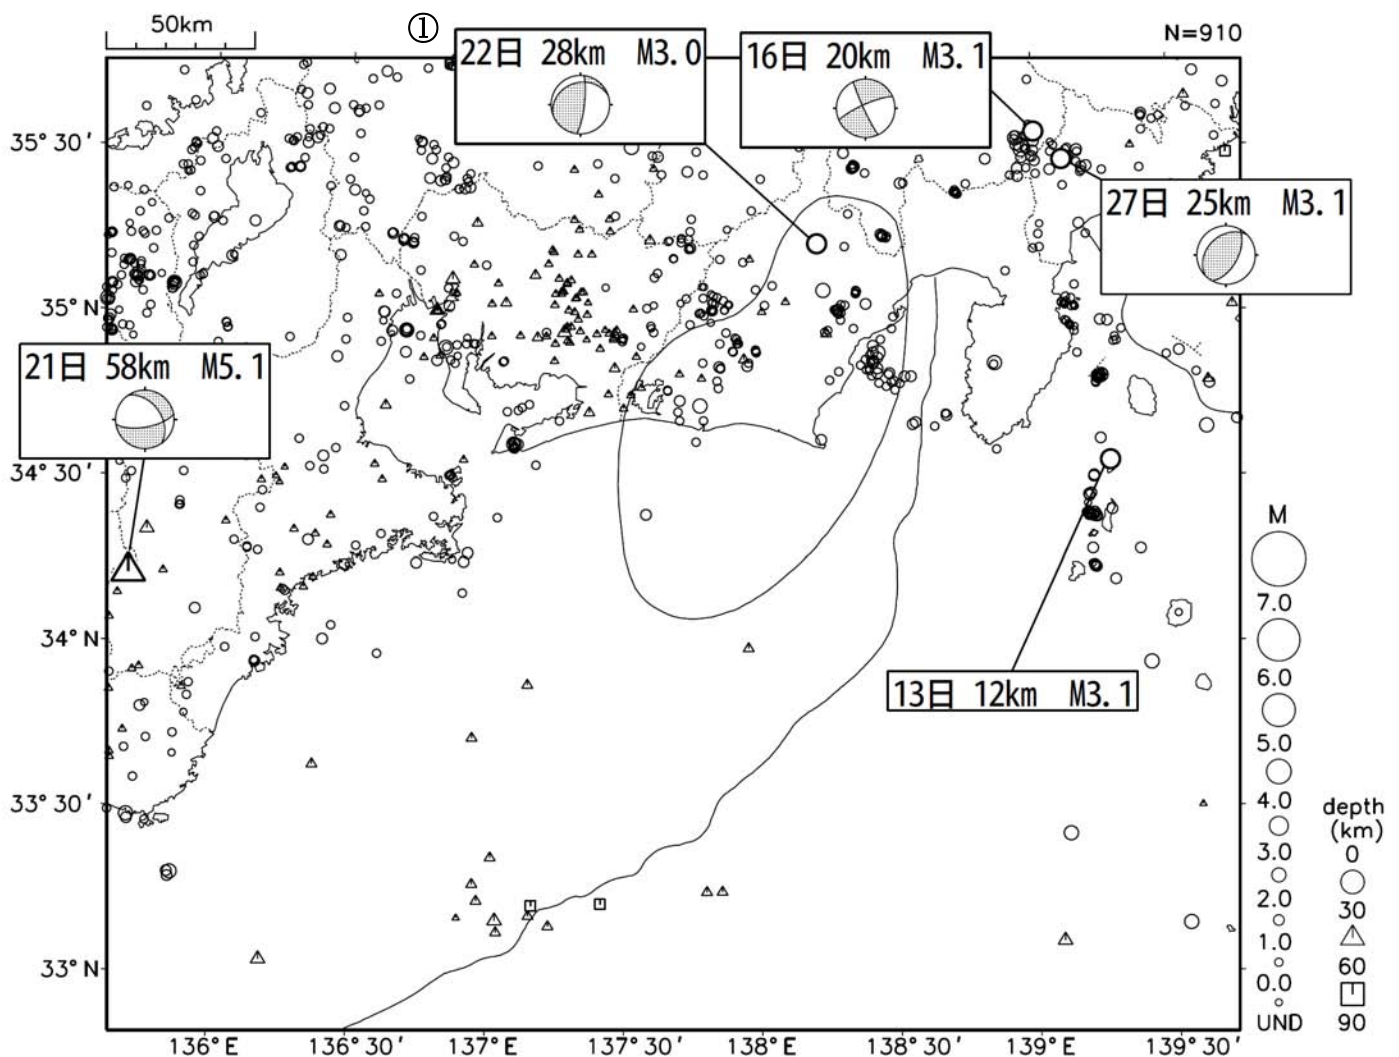 50km
①
N=910
22日 28km M3.0
16日 20km M3.1
27日 25km M3.1
21日 58km M5.1
13日 12km M3.1
35°30′
35°N
34°30′
34°N
33°30′
33°N
136°E
136°30′
137°E
137°30′
138°E
138°30′
139°E
139°30′
M
7.0
6.0
5.0
4.0
3.0
2.0
1.0
0.0
UND
depth
(km)
0
30
60
90